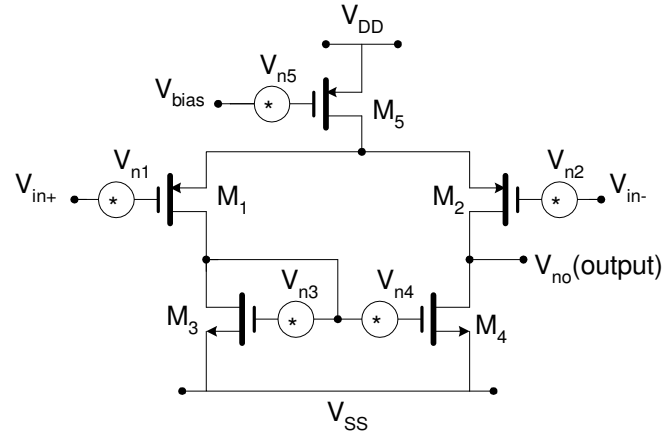 V_DD
V_n5
V_bias
*
M_5
V_n1
V_n2
V_in+
*
M_1
M_2
*
V_in-
V_n3
V_n4
V_no(output)
M_3
*
*
M_4
V_SS